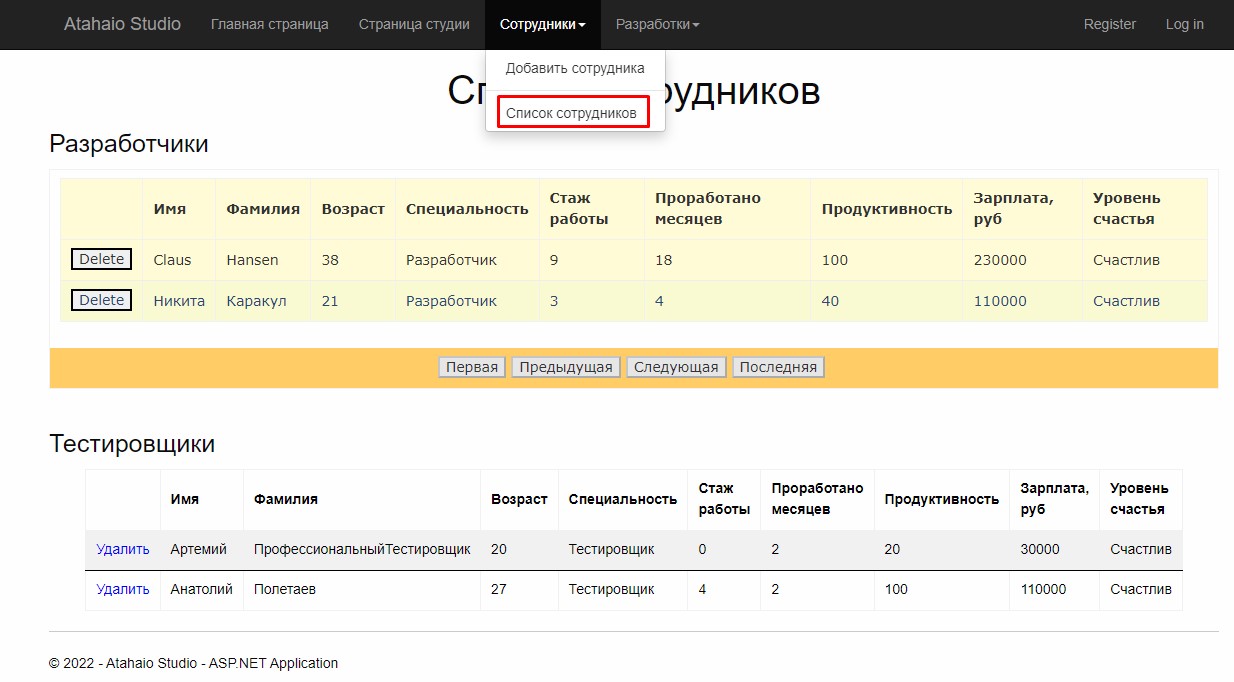 Atahaio Studio Главная страница Страница студии Сотрудники Разработки Register Log in
Добавить сотрудника
Список сотрудников
Сп удников
Разработчики
Имя Фамилия Возраст Специальность Стаж работы Проработано месяцев Продуктивность Зарплата, руб Уровень счастья
Delete Claus Hansen 38 Разработчик 9 18 100 230000 Счастлив
Delete Никита Каракул 21 Разработчик 3 4 40 110000 Счастлив
Первая Предыдущая Следующая Последняя
Тестировщики
Имя Фамилия Возраст Специальность Стаж работы Проработано месяцев Продуктивность Зарплата, руб Уровень счастья
Удалить Артемий ПрофессиональныйТестировщик 20 Тестировщик 0 2 20 30000 Счастлив
Удалить Анатолий Полетаев 27 Тестировщик 4 2 100 110000 Счастлив
© 2022 - Atahaio Studio - ASP.NET Application